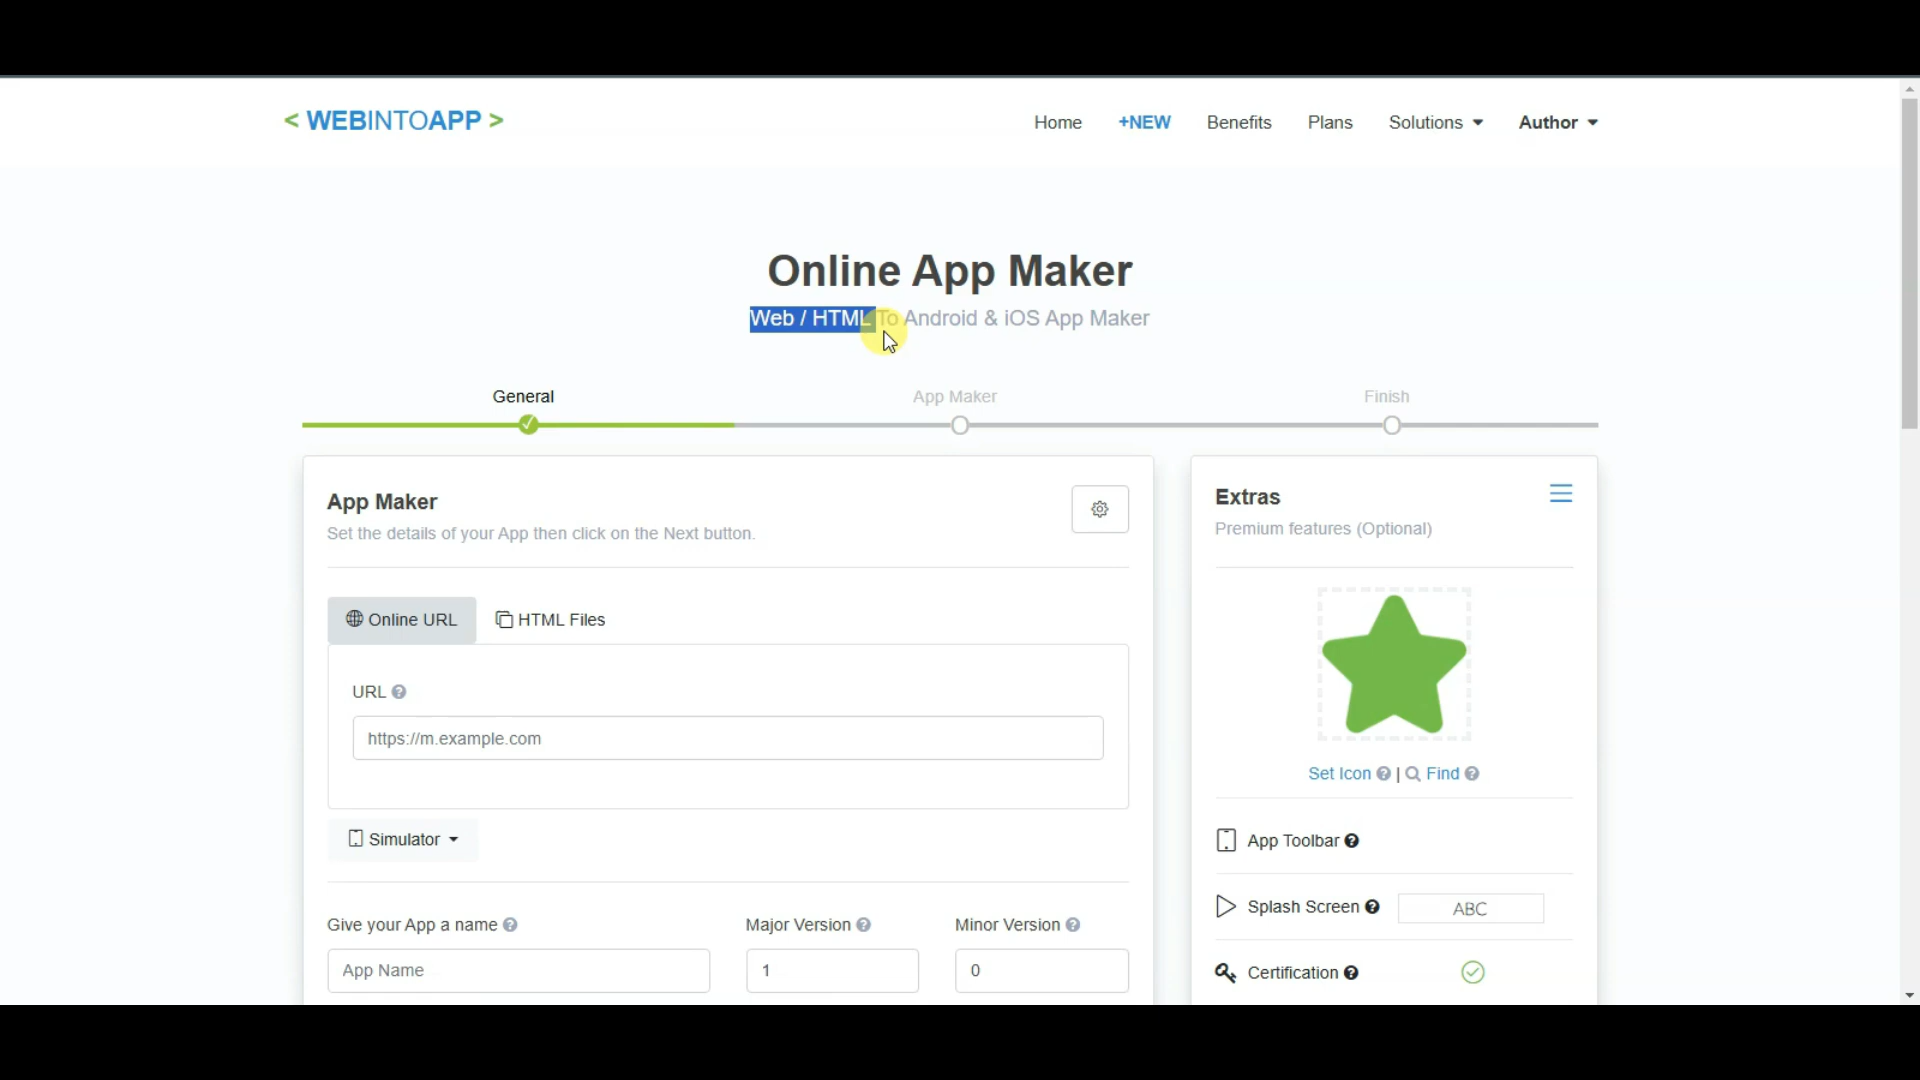 < WEBINTOAPP >
Home +NEW Benefits Plans Solutions Author
Online App Maker
Web / HTML To Android & iOS App Maker
General App Maker Finish
App Maker
Set the details of your App then click on the Next button.
Online URL HTML Files
URL ?
https://m.example.com
Simulator
Give your App a name ? Major Version ? Minor Version ?
App Name 1 0
Extras
Premium features (Optional)
Set Icon ? | Find ?
App Toolbar ?
Splash Screen ? ABC
Certification ?